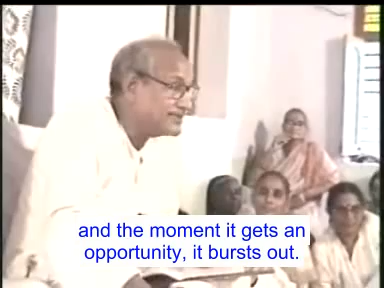 and the moment it gets an
opportunity, it bursts out.